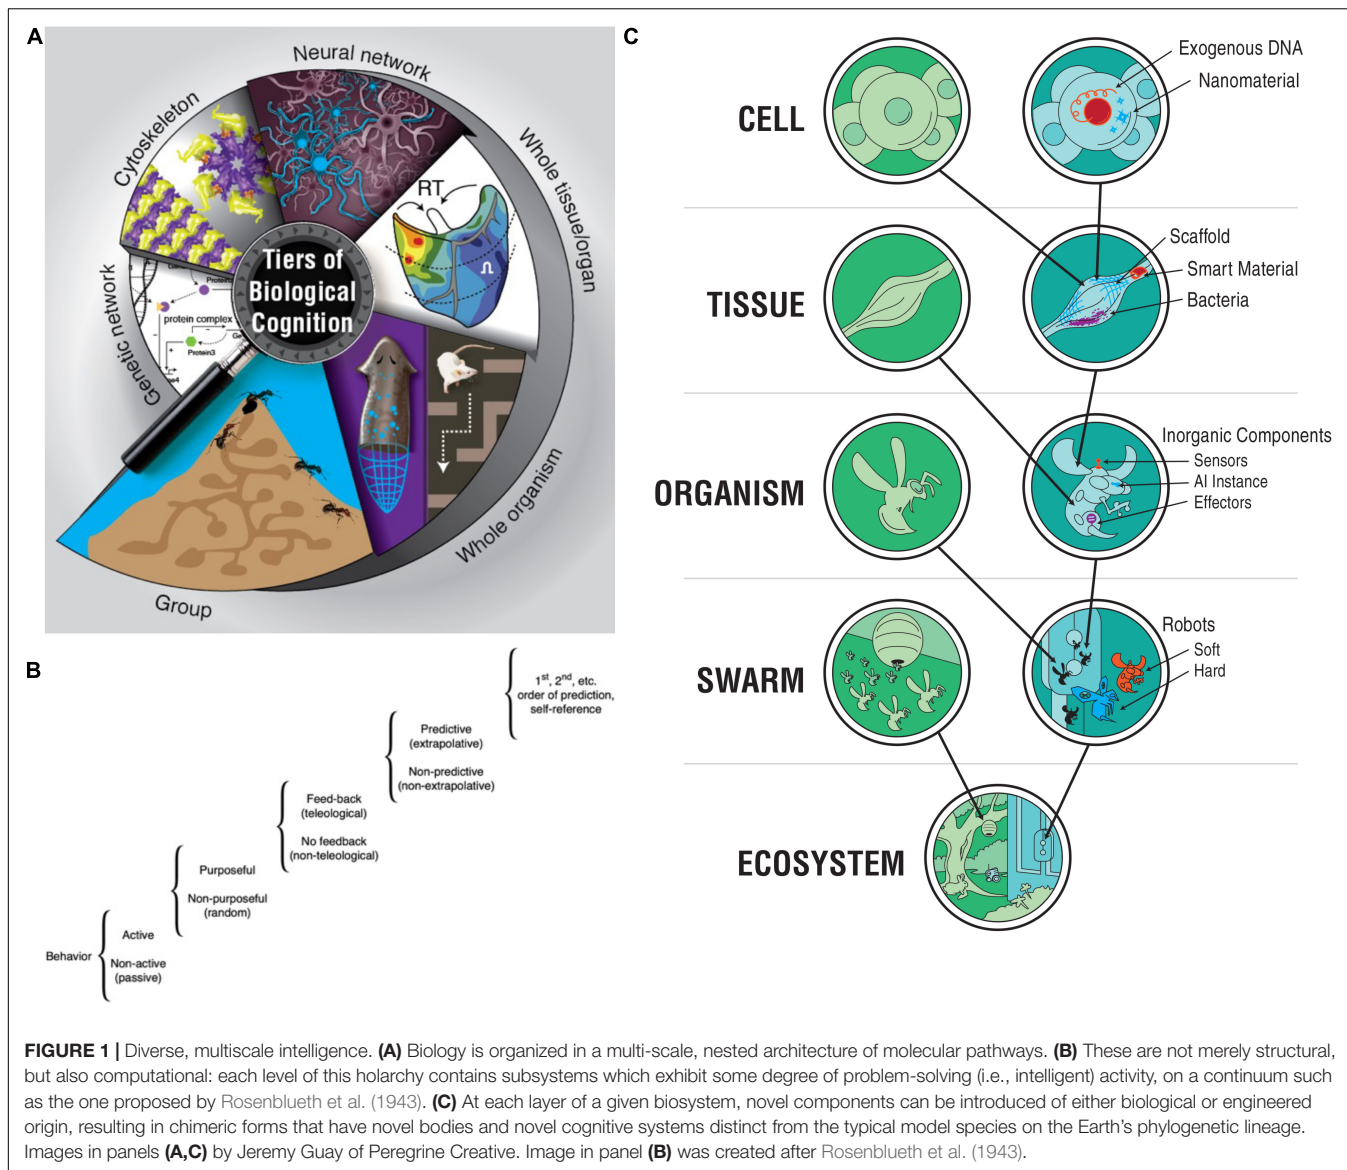 A
Neural network
Cytoskeleton
Whole tissue/organ
RT
Tiers of
Biological
Cognition
Genetic network
protein complex
Protein3
Whole organism
Group
B
1st, 2nd, etc.
order of prediction,
self-reference
Predictive
(extrapolative)
Non-predictive
(non-extrapolative)
Feed-back
(teleological)
No feedback
(non-teleological)
Purposeful
Non-purposeful
(random)
Active
Behavior
Non-active
(passive)
C
CELL
Exogenous DNA
Nanomaterial
TISSUE
Scaffold
Smart Material
Bacteria
ORGANISM
Inorganic Components
Sensors
AI Instance
Effectors
SWARM
Robots
Soft
Hard
ECOSYSTEM
FIGURE 1 | Diverse, multiscale intelligence. (A) Biology is organized in a multi-scale, nested architecture of molecular pathways. (B) These are not merely structural,
but also computational: each level of this holarchy contains subsystems which exhibit some degree of problem-solving (i.e., intelligent) activity, on a continuum such
as the one proposed by Rosenblueth et al. (1943). (C) At each layer of a given biosystem, novel components can be introduced of either biological or engineered
origin, resulting in chimeric forms that have novel bodies and novel cognitive systems distinct from the typical model species on the Earth's phylogenetic lineage.
Images in panels (A,C) by Jeremy Guay of Peregrine Creative. Image in panel (B) was created after Rosenblueth et al. (1943).